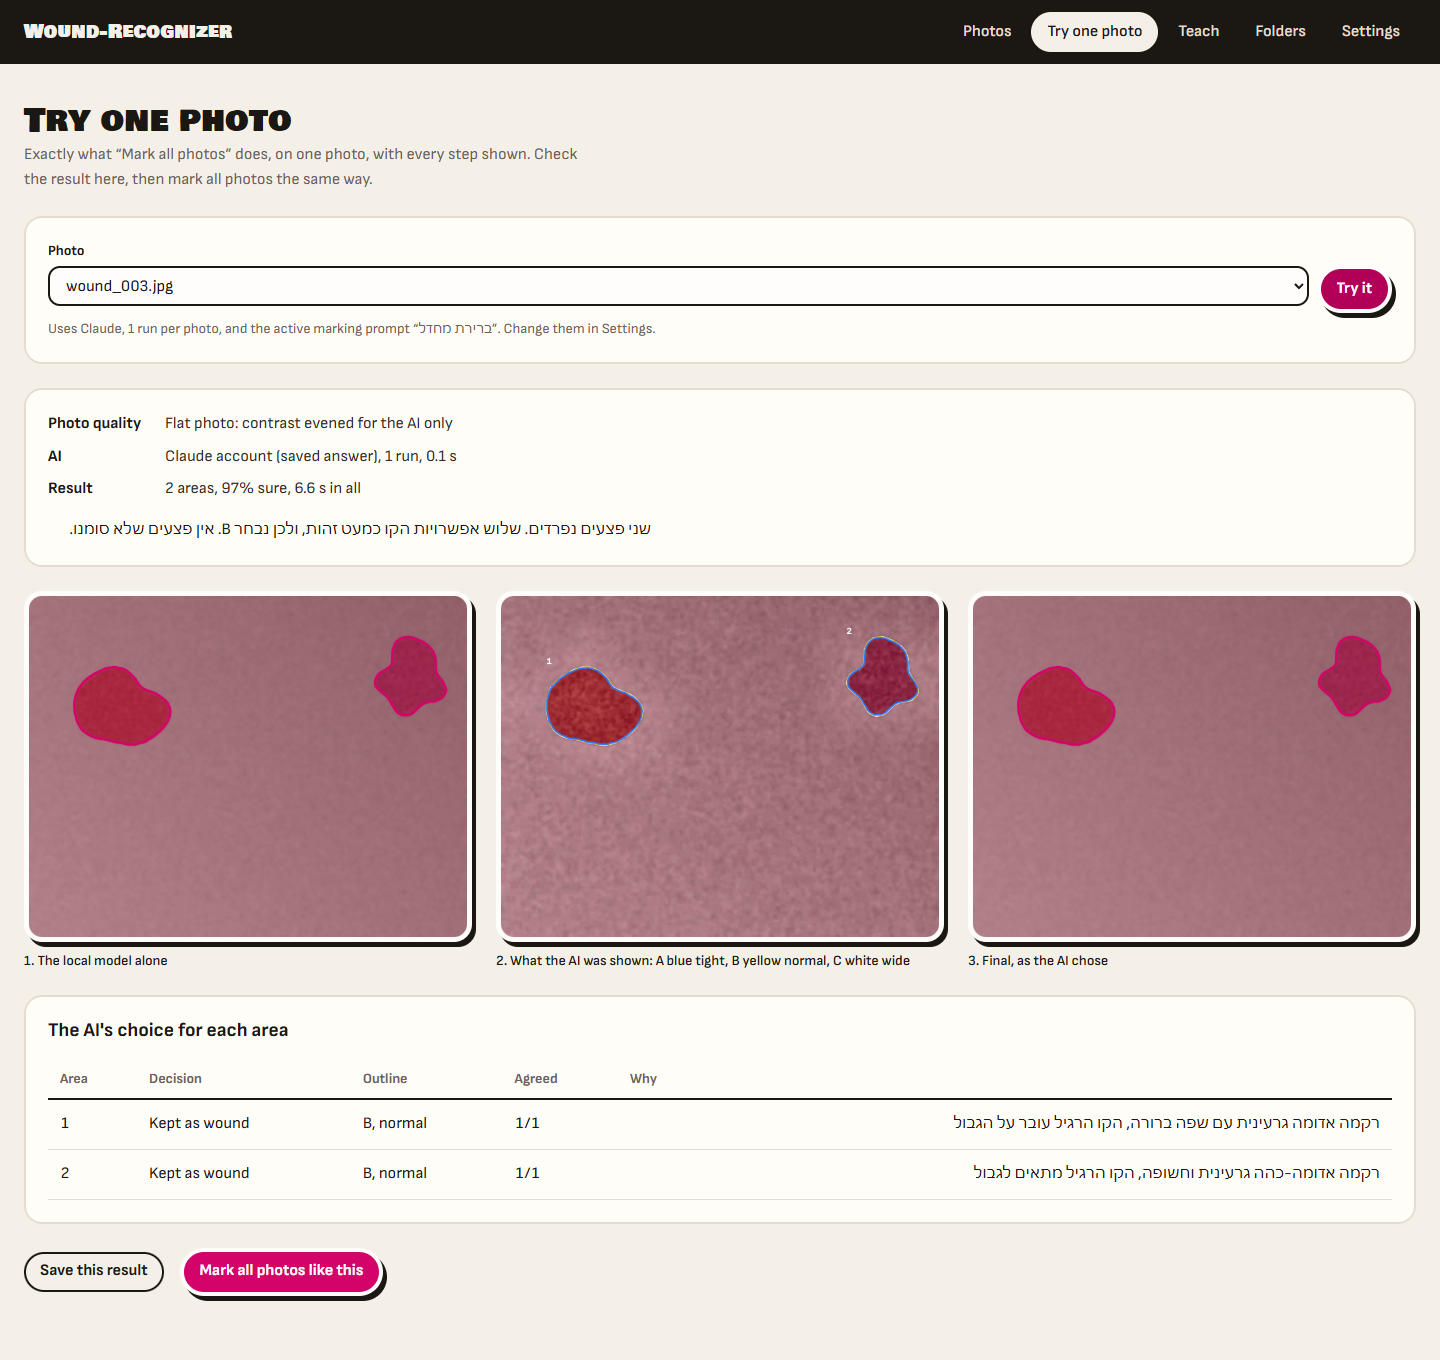 Wound-Recognizer
Photos
Try one photo
Teach
Folders
Settings
Try one photo
Exactly what “Mark all photos” does, on one photo, with every step shown. Check
the result here, then mark all photos the same way.
Photo
wound_003.jpg
Try it
Uses Claude, 1 run per photo, and the active marking prompt “ברירת מחדל”. Change them in Settings.
Photo quality Flat photo: contrast evened for the AI only
AI Claude account (saved answer), 1 run, 0.1 s
Result 2 areas, 97% sure, 6.6 s in all
שני פצעים נפרדים. שלוש אפשרויות הקו כמעט זהות, ולכן נבחר B. אין פצעים שלא סומנו.
1
2
1. The local model alone
2. What the AI was shown: A blue tight, B yellow normal, C white wide
3. Final, as the AI chose
The AI's choice for each area
Area Decision Outline Agreed Why
1 Kept as wound B, normal 1/1 רקמה אדומה גרעינית עם שפה ברורה, הקו הרגיל עובר על הגבול
2 Kept as wound B, normal 1/1 רקמה אדומה-כהה גרעינית וחשופה, הקו הרגיל מתאים לגבול
Save this result
Mark all photos like this